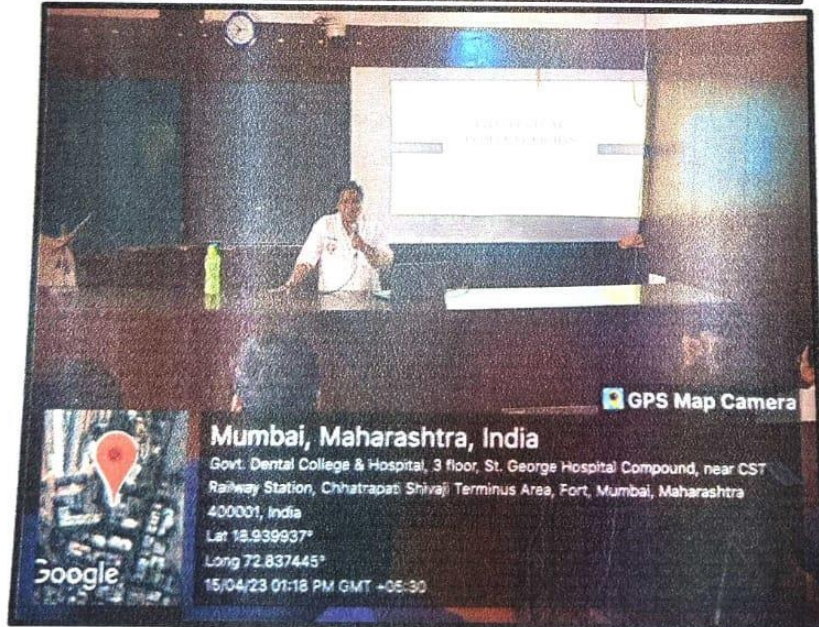 GPS Map Camera
Mumbai, Maharashtra, India
Govt. Dental College & Hospital, 3 floor, St. George Hospital Compound, near CST
Railway Station, Chhatrapati Shivaji Terminus Area, Fort, Mumbai, Maharashtra
400001, India
Lat 18.939937°
Long 72.837445°
15/04/23 01:18 PM GMT +05:30
Google